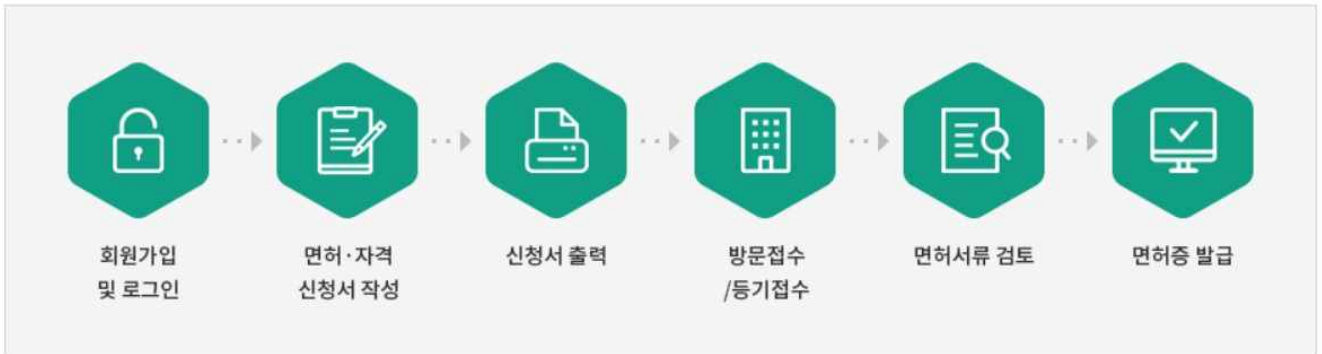 회원가입
및 로그인
면허·자격
신청서 작성
신청서 출력
방문접수
/등기접수
면허서류 검토
면허증 발급